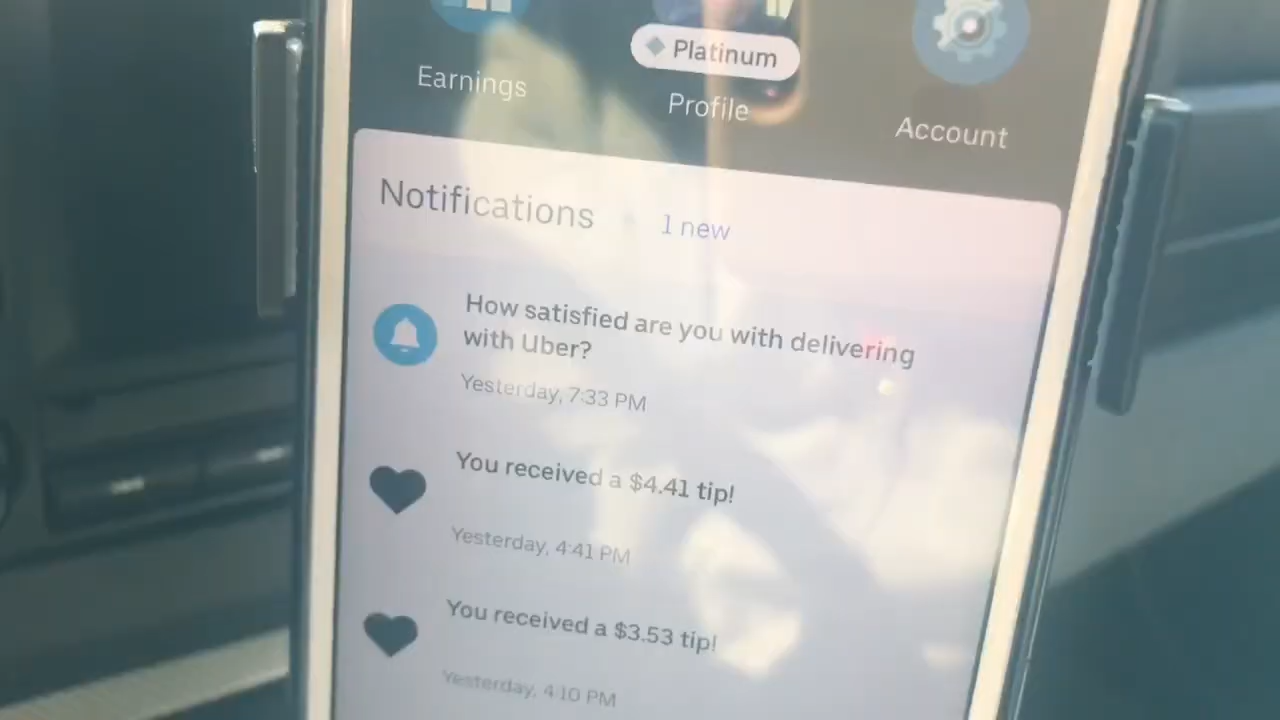 Platinum
Earnings
Profile
Account
Notifications
1 new
How satisfied are you with delivering
with Uber?
Yesterday, 7:33 PM
You received a $4.41 tip!
Yesterday, 4:41 PM
You received a $3.53 tip!
Yesterday, 4:10 PM